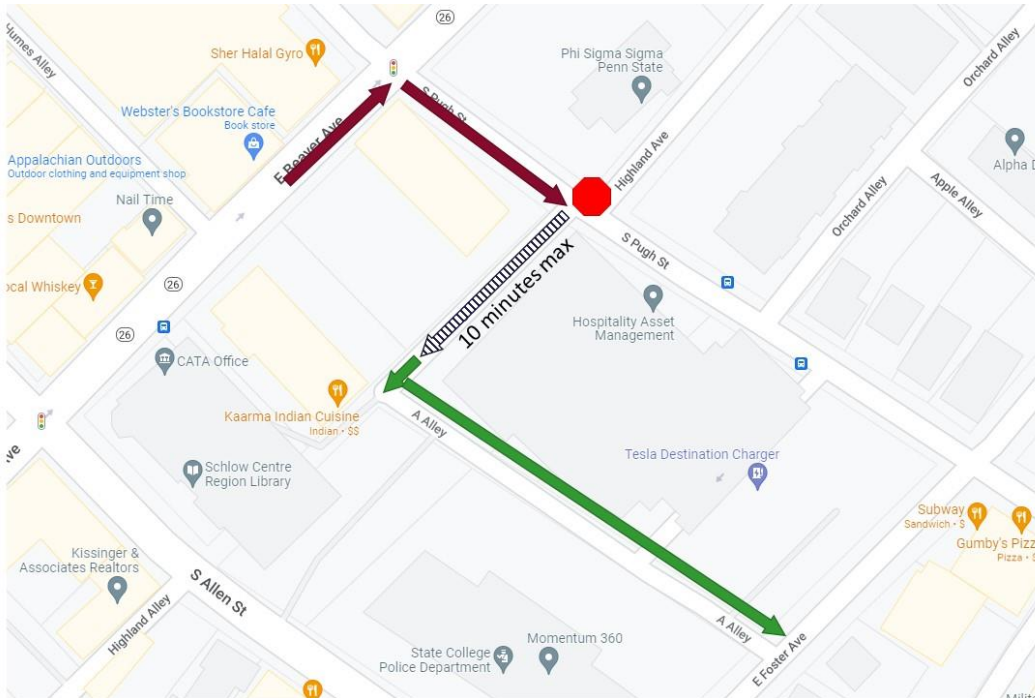 Humes Alley
26
Sher Halal Gyro
Phi Sigma Sigma
Penn State
Orchard Alley
Webster's Bookstore Cafe
Book store
S Pugh St
Highland Ave
E Beaver Ave
Appalachian Outdoors
Outdoor clothing and equipment shop
Alpha D
Nail Time
Orchard Alley
Apple Alley
s Downtown
S Pugh St
ocal Whiskey
26
10 minutes max
26
Hospitality Asset
Management
CATA Office
Kaarma Indian Cuisine
Indian • $$
A Alley
ve
Schlow Centre
Region Library
Tesla Destination Charger
Subway
Sandwich • $
Gumby's Pizz
Pizza • $
Kissinger &
Associates Realtors
S Allen St
Highland Alley
A Alley
State College
Police Department
Momentum 360
E Foster Ave